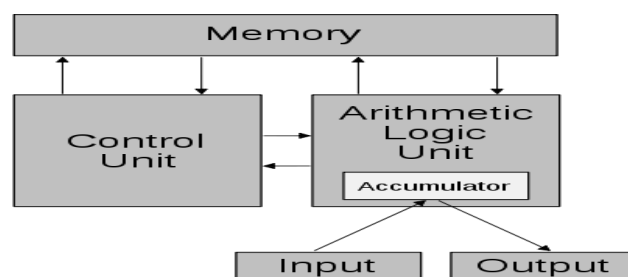 Memory
Control
Unit
Arithmetic
Logic
Unit
Accumulator
Input
Output